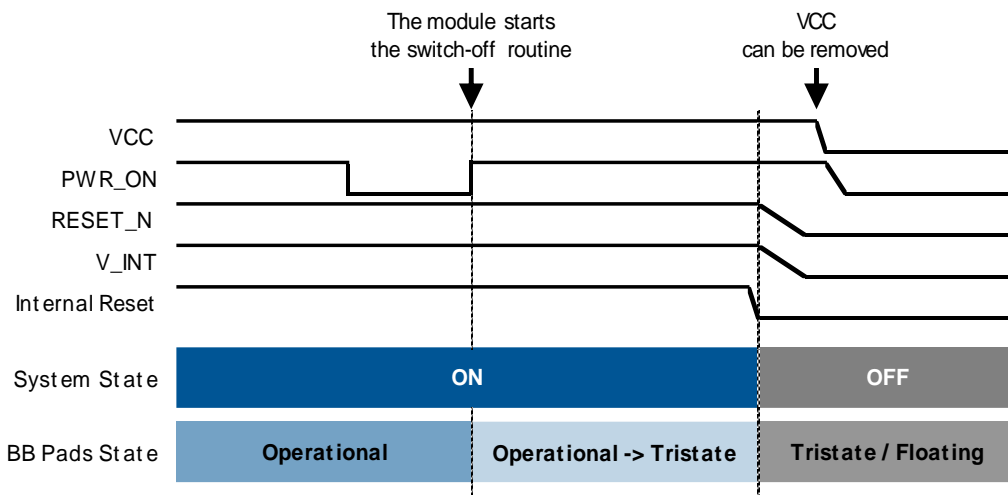 The module starts
the switch-off routine
VCC
can be removed
VCC
PWR_ON
RESET_N
V_INT
Internal Reset
System State
ON
OFF
BB Pads State
Operational
Operational -> Tristate
Tristate / Floating